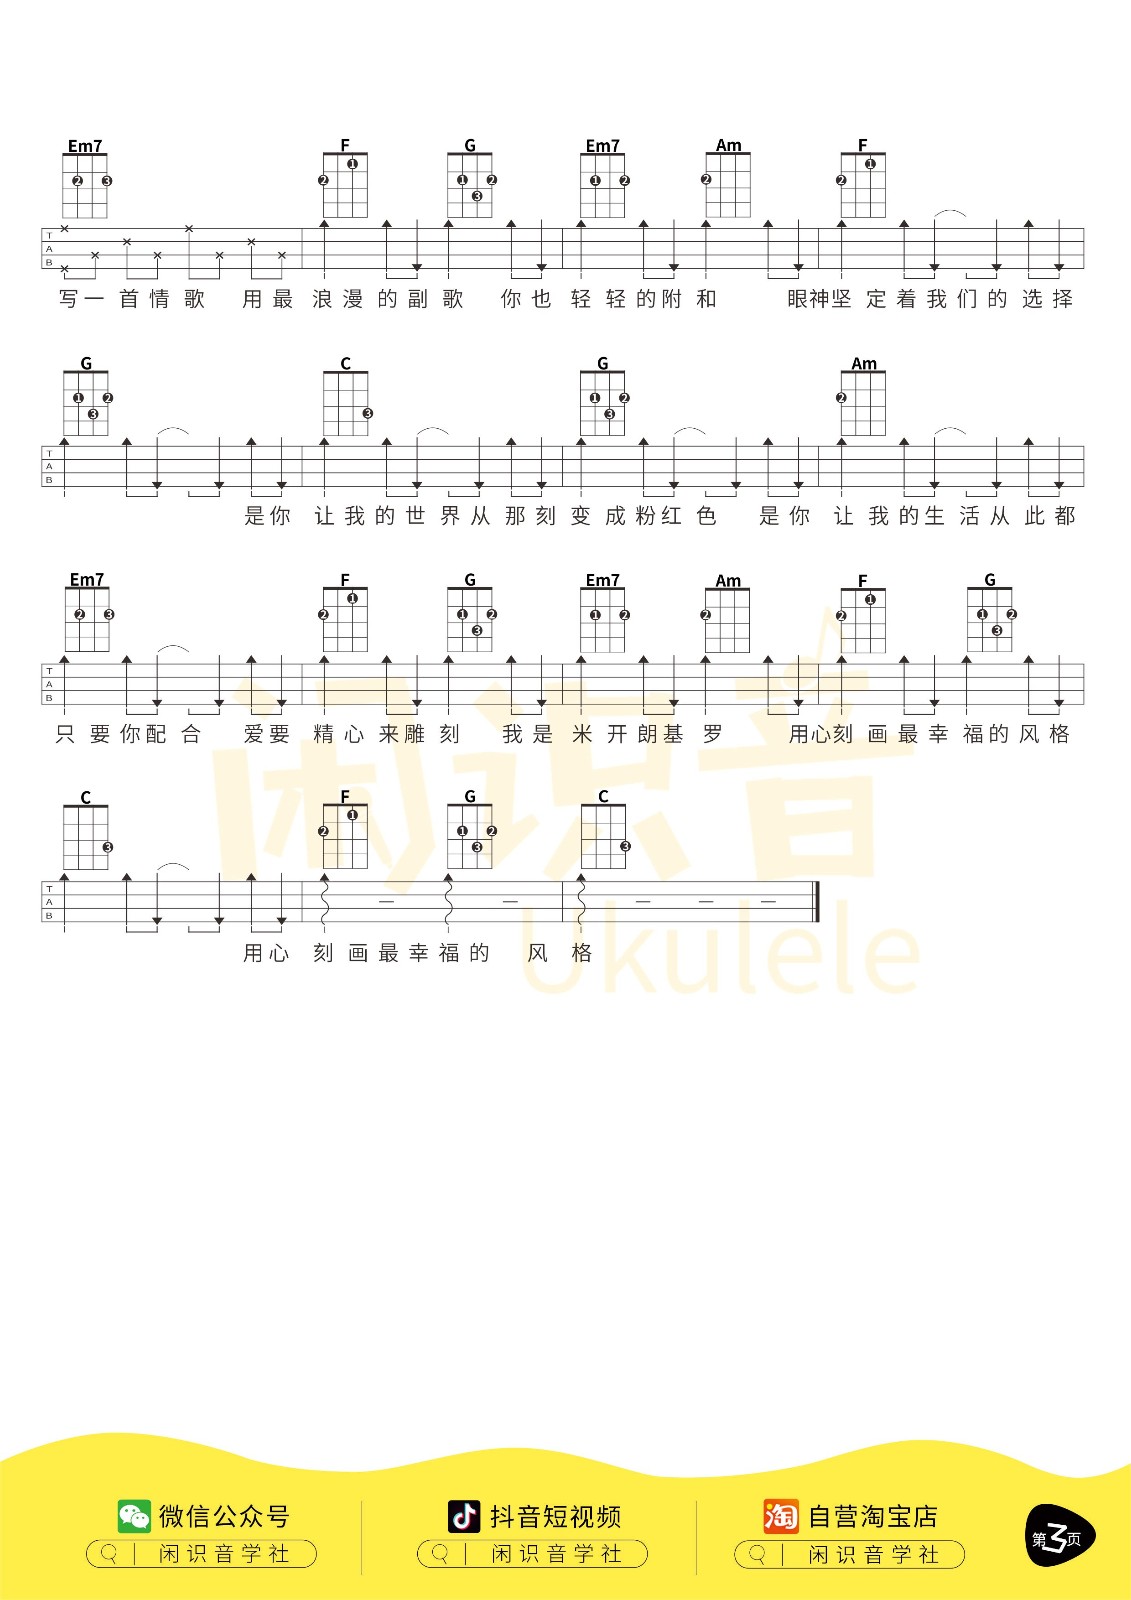 Em7 F G Em7 Am F
T
A
B
写一首情歌 用最浪漫的副歌 你也轻轻的附和 眼神坚定着我们的选择
G C G Am
T
A
B
是你让我的世界从那刻变成粉红色 是你让我的生活从此都
Em7 F G Em7 Am F G
T
A
B
只要你配合 爱要精心来雕刻 我是米开朗基罗 用心刻画最幸福的风格
C F G C
T
A
B
用心刻画最幸福的风格
闲识音
Ukulele
微信公众号 抖音短视频 淘 自营淘宝店
闲识音学社 闲识音学社 闲识音学社
第3页